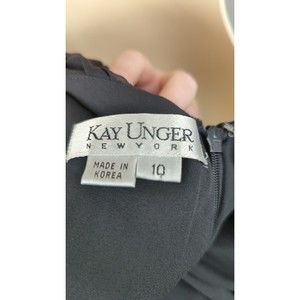 KAY UNGER
NEW YORK
MADE IN
KOREA
10